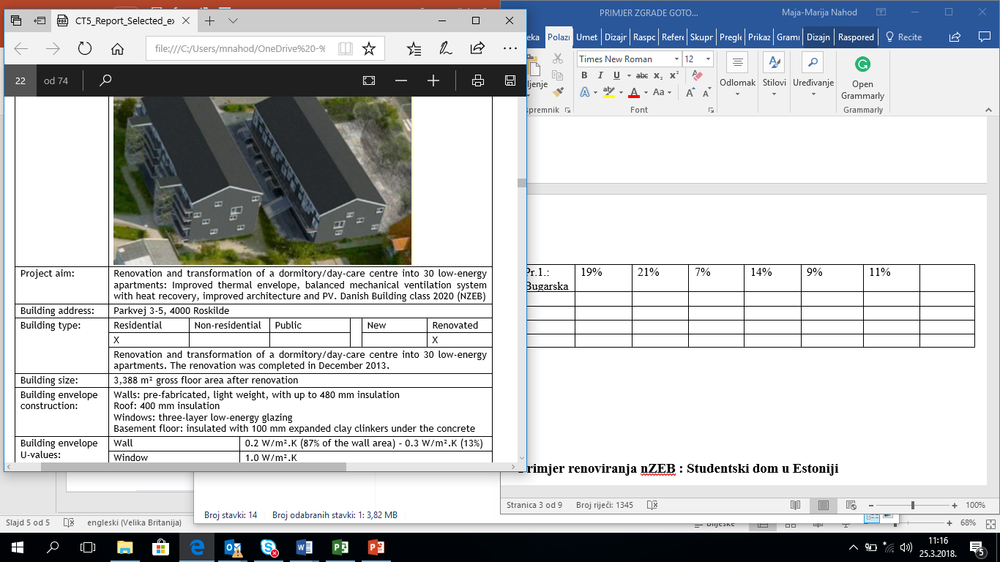 CT5_Report_Selected_ex
file:///C:/Users/mnahod/OneDrive%20-%
22 od 74
Project aim:
Renovation and transformation of a dormitory/day-care centre into 30 low-energy
apartments: Improved thermal envelope, balanced mechanical ventilation system
with heat recovery, improved architecture and PV. Danish Building class 2020 (NZEB)
Building address:
Parkvej 3-5, 4000 Roskilde
Building type:
Residential Non-residential Public New Renovated
X X
Renovation and transformation of a dormitory/day-care centre into 30 low-energy
apartments. The renovation was completed in December 2013.
Building size:
3,388 m² gross floor area after renovation
Building envelope
construction:
Walls: pre-fabricated, light weight, with up to 480 mm insulation
Roof: 400 mm insulation
Windows: three-layer low-energy glazing
Basement floor: insulated with 100 mm expanded clay clinkers under the concrete
Building envelope
U-values:
Wall 0.2 W/m².K (87% of the wall area) - 0.3 W/m².K (13%)
Window 1.0 W/m².K
PRIMJER ZGRADE GOTO...
Maja-Marija Nahod
eka Polazi Umet Dizajr Raspc Refere Skupr Pregle Prikaz Gram Dizajn Raspored Recite
Times New Roman 12
B I U abc x₂ x²
A ab A Aa A A
ljenje
spremnik
Font
Odlomak
Stilovi
Uređivanje
Open
Grammarly
Grammarly
Pr.1.: 19% 21% 7% 14% 9% 11%
Bugarska
Primjer renoviranja nZEB : Studentski dom u Estoniji
Stranica 3 od 9 Broj riječi: 1345 100%
Broj stavki: 14 Broj odabranih stavki: 1: 3,82 MB
Slajd 5 od 5 engleski (Velika Britanija) Bilješke 68%
11:16
25.3.2018.
5